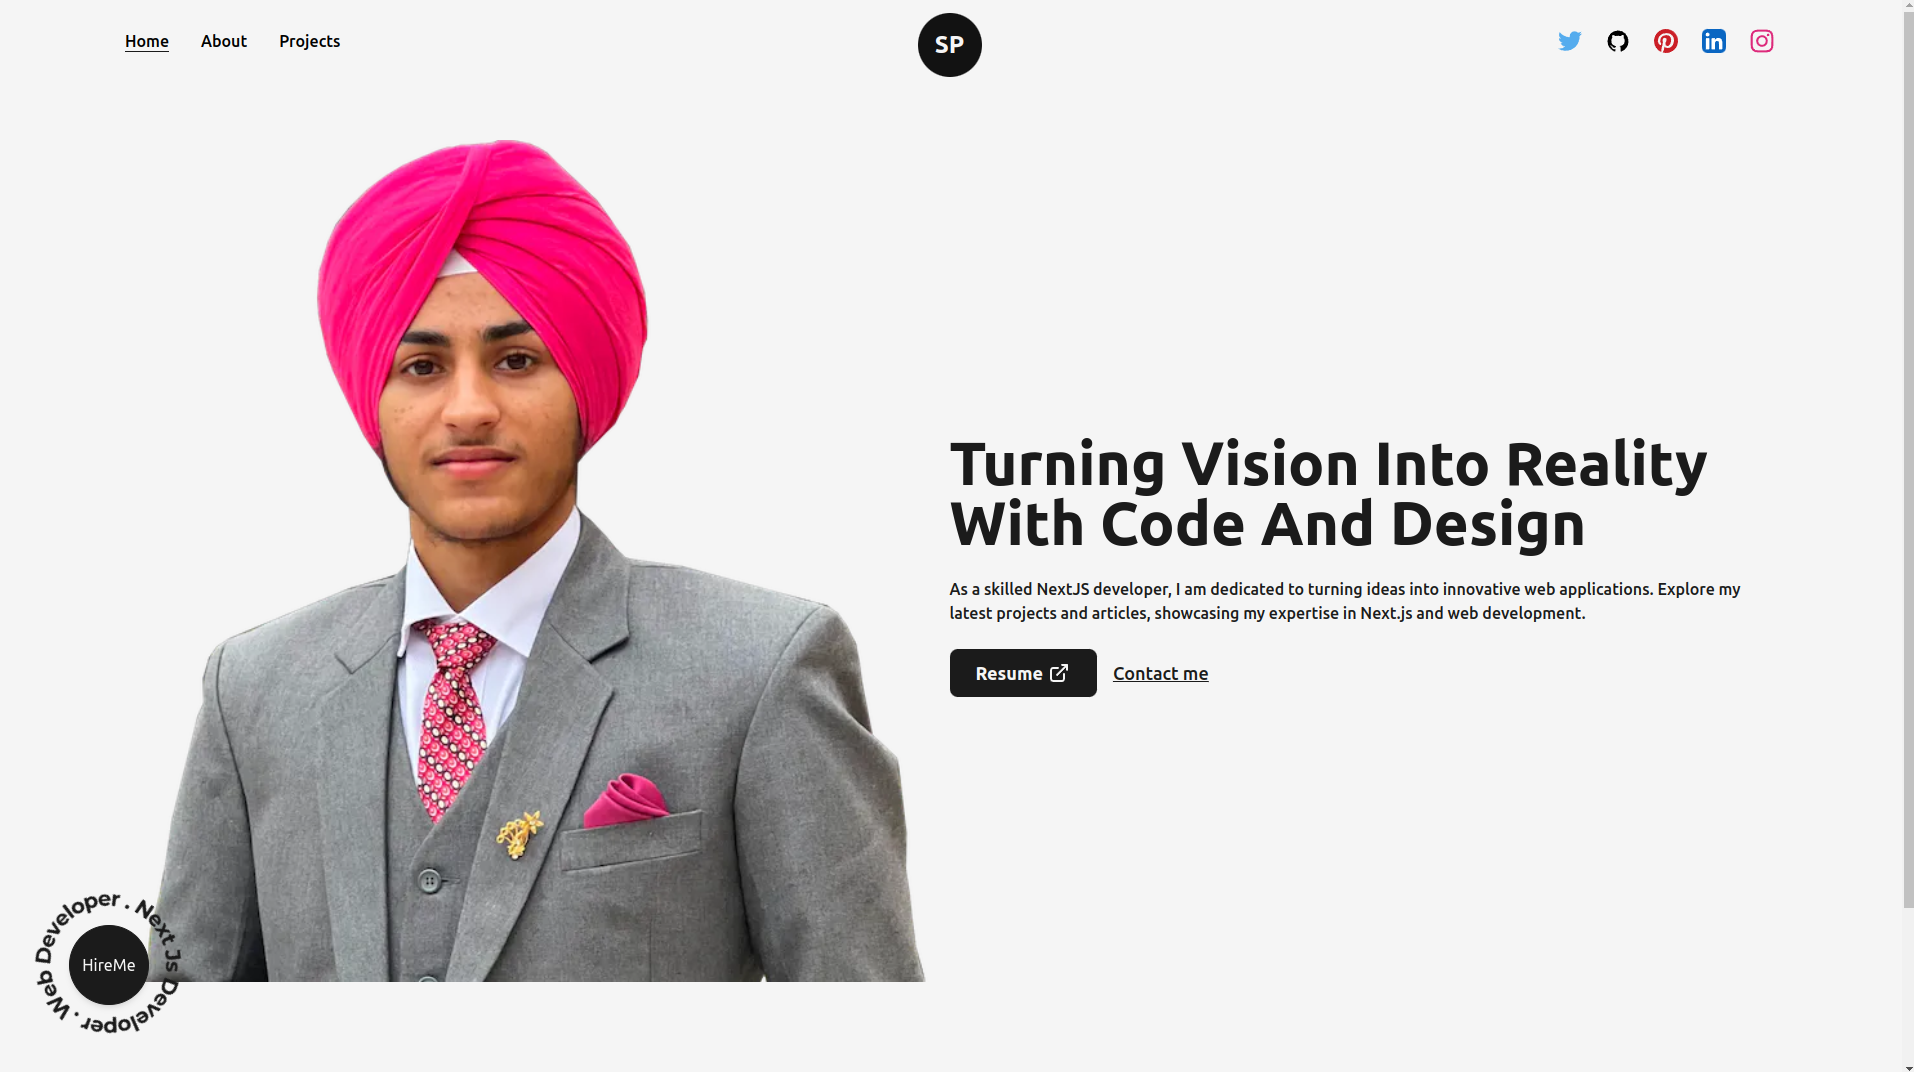 Home About Projects
SP
Turning Vision Into Reality
With Code And Design
As a skilled NextJS developer, I am dedicated to turning ideas into innovative web applications. Explore my
latest projects and articles, showcasing my expertise in Next.js and web development.
Resume Contact me
Web Developer . Next Js Developer .
HireMe